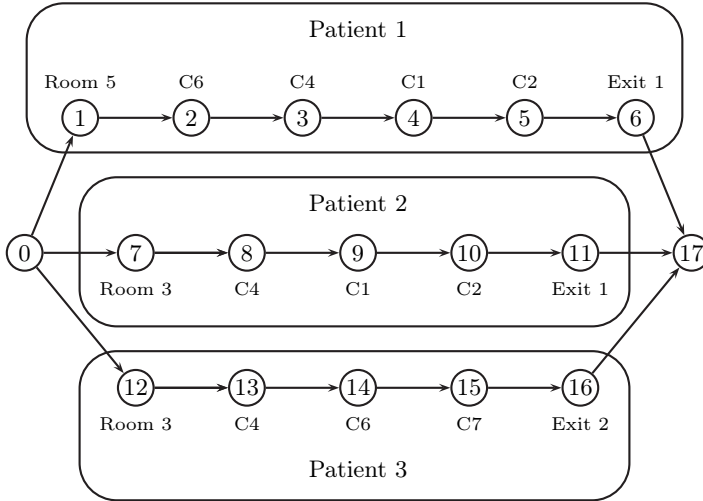 Patient 1
Room 5 C6 C4 C1 C2 Exit 1
1 2 3 4 5 6
Patient 2
0 7 8 9 10 11 17
Room 3 C4 C1 C2 Exit 1
12 13 14 15 16
Room 3 C4 C6 C7 Exit 2
Patient 3